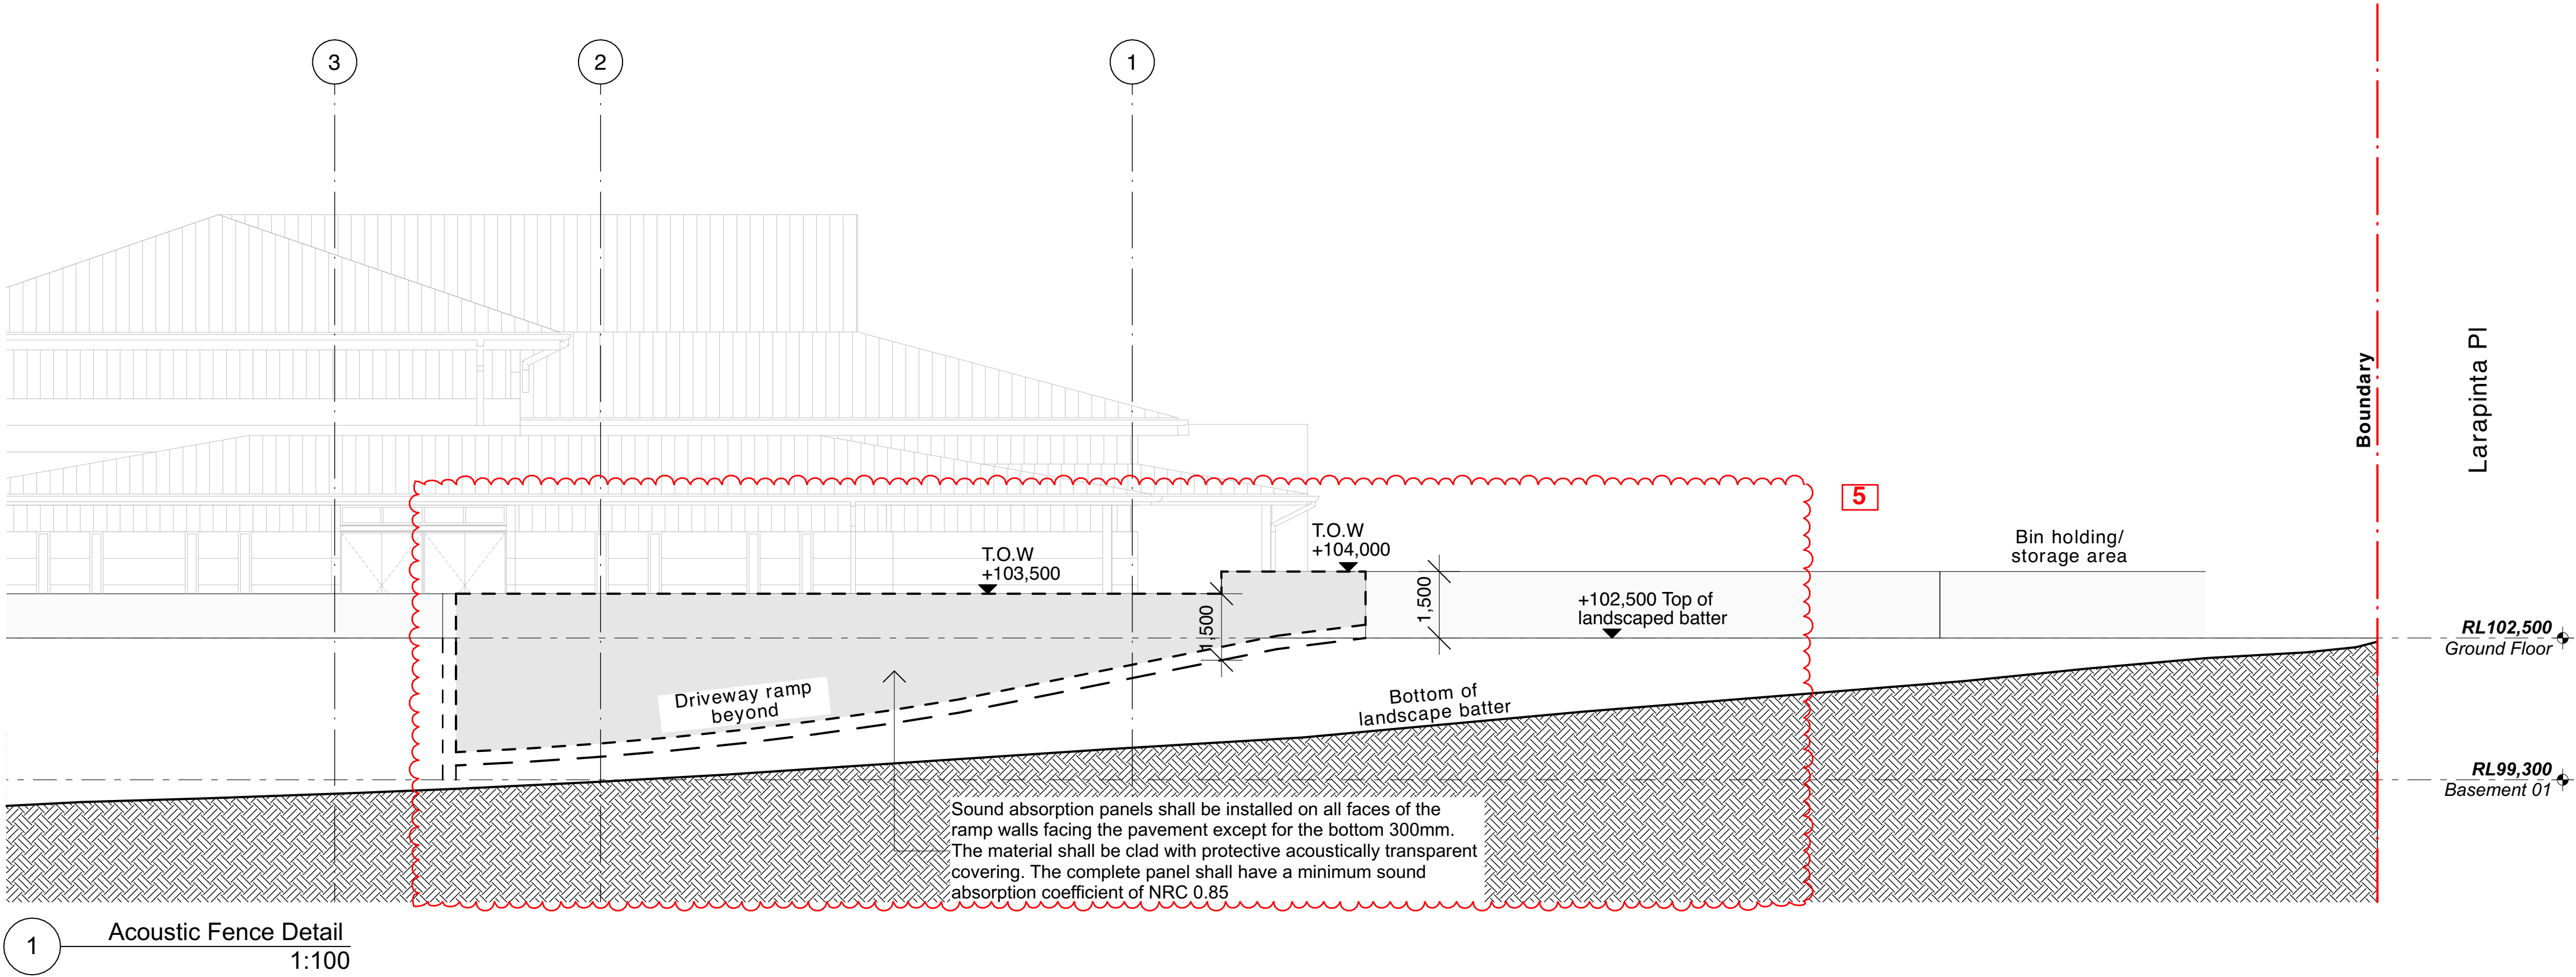 3
2
1
Boundary
Larapinta Pl
5
T.O.W
+104,000
T.O.W
+103,500
Bin holding/
storage area
1,500
1,500
+102,500 Top of
landscaped batter
RL102,500
Ground Floor
Driveway ramp
beyond
Bottom of
landscape batter
RL99,300
Basement 01
Sound absorption panels shall be installed on all faces of the
ramp walls facing the pavement except for the bottom 300mm.
The material shall be clad with protective acoustically transparent
covering. The complete panel shall have a minimum sound
absorption coefficient of NRC 0.85
1
Acoustic Fence Detail
1:100